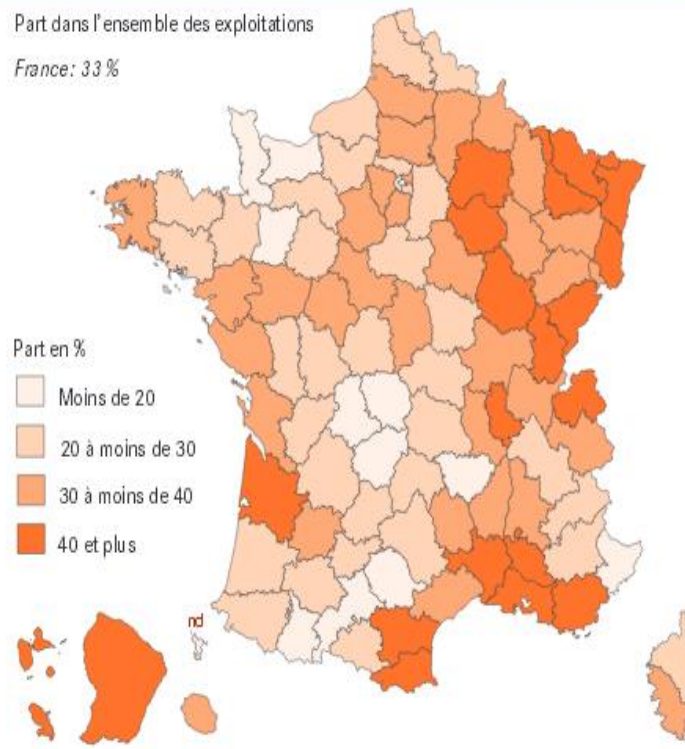 Part dans l'ensemble des exploitations
France: 33 %
Part en %
Moins de 20
20 à moins de 30
30 à moins de 40
40 et plus
nd